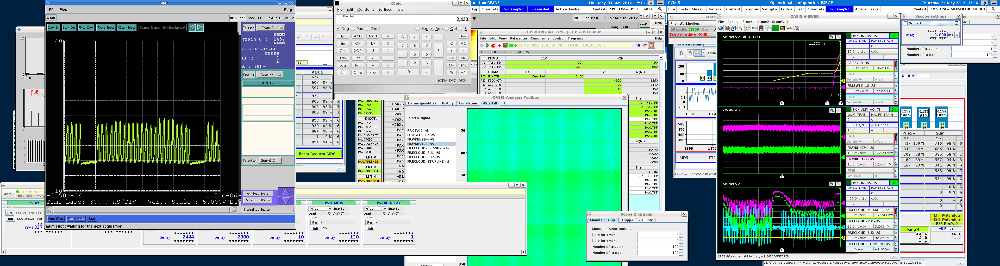 bsm
File View Help
bsm
MD6 *** May 31 15:46:36 2012
Zoom In Zoom Out Undo Zoom Store Trace Clear Trace Time Base Adjustment
Trigger Train C
Train C : 2454
counter Train C: 2454
RF/h : 1
Acq : 2454 ms
Fitting Gaussian
DO fitting
Selection Channel 2
Vertical Scale
5 Volts/DIV
Specialist Button
40
-10
-1.50e-06 1.50e-06
Time base: 300.0 nS/DIV Vert. Scale : 5.000V/DI
One Shot Multi Shot Stop
multi shot : waiting for the next acquisition
24
0
-0.30
PSB
0.00
15.0
10.0
5.0
0.0
1
More...
31 May 2012
09 CNGS | CNGS
PA.DPC20
CCV1
Ref 333.017578 deg
Init 329.765625 deg
CCV1 327.
Delay 2444
Delay 2000
Delay 10
PX.N-MEAS
Pulse Enable
Load PX.SCY-CT
Delay
Ref -
Init 120
Delay 120
PX.TRF-DELAY
Pulse Enable
Load PX.SCY-CT
Delay
Ref -
Init 1
Delay 1
TT2 -->
Value
627
607 97 %
2 597 98 %
922
905 98 % 3
903 98 %
905 98 % 3
893 99 % 6
920 102 % 6
884 98 % 6
1 0 % 6
851 94 % 6
Beam Request MD6
KCalc
File Edit Constants Settings Help
Dec Deg
2,433
Deg Rad Grad Hex Dec Oct Bin
Hyp AND Mod A √x / X - Inv
Sin OR 1/x B 7 8 9 + C AC
Cos XOR x! C 4 5 6 ( )
Tan Lsh x² D 1 2 3 = MR MC
Log Rsh xʸ E M+ MS
Ln Cmp x·10ʸ F 0 . % +/-
NORM DEC DEG
PA.GSHDGAIN
PA.GSV20
PA.GSV40
PA.GSV80
DIGCTL
PA.DPC20
PA.DDC20RET
PA.DPC40
PA.DDC40RET
PA.DPC80
PA.DDCSYNCF
PA.DCNBEJ
PA.DDCBEJ
LKTIM
PAX.TREEH28
LKTIM
PAX.TREEH84
LKTIM
PAX.TREEH84L
uration: CPSOP Thursday, 31 May 2012, 15:46
App Obsolete WorkingSet Screenshot Active Tasks Context 1: PLS_LINE=CPS.USER.MD3
MD6 *** May 31 15:46:02 2012
C Timing 2448
Help
CPS:CENTRAL_TIM-EJ - CPS.USER.MD6
File Edit View References Commands Control Programs Help
31 May 2012 15:46:34 CPS - 10 LHC | LHC_DB_50ns
S R A Simple view
PTIMD CCV AQN
PAX.TREV-FD 90 90
PAX.TFID-FD 650 650
CTIMA Pulse CCV CCV1 AQND
PEX.MC-CTM Enabled 2460
PEX.F900-CTM -900 1560
PEX.W20-CTM -20 2440
PEX.W10-CTM -10 2450
PEX.AMC-CTM 0 2460
Train
PAX.TFID-FD
PAX.TREV-FD
PAX.TRF
PAX.TRF
PAX.TRF
PAX.TRF
PAX.TRF
PAX.TRF
PAX.TRF
AQND
-30000
-30000
-30000
-30000
Train
1-KHz
PAX.TREV-FD
PAX.TRF
PAX.TRF
PAX.TRF
PAX.TRF
OASIS Analysis Toolbox
Define quantities History Correlation Waterfall FFT
Select a signal
PA.GSV40-AS
PE.BSW16-12-AS
PR.WBUHZ94-AS
PR.WBUVT94-AS
PR.ECLOUD-PRESSURE-AS
PR.ECLOUD-PU1-AS
PR.ECLOUD-PU2-AS
PR.ECLOUD-STRIPLINE-AS
50
100
150
350
Traces 500
Scope 2 options
Mountain range Trigger Visibility
Mountain range options
x increment 0
y increment 0
Number of triggers 120
Number of traces 120
CCM 3 Operational configuration: PSBOP Thursday, 31 May 2012, 15:46
File Cycle Measur General Control Sampler Synoptic Isolde Test Obsolete WorkingSet Active Tasks Context 1: PLS_LINE=PSB.USER.LHC_MD_B 4
File WorkingSets
OP config: CPSOP
Selected archive: NONE
200
100
0
09 15
0.3
0.2
0.1
0.0
-0.1
1300
500
450
400
350
1300
MD3 TT2
OASIS VIEWER
File General Scope1 Scope2 Scope3 Help
CPS:MD6 (21) dH: 11.333 ms
-11.333 ms
0.0 s
PEX.ONAOS-TS ON
MX.C-TRAIN PAX.RF-TRAIN
0 0
10.0ms/div 0.0s
2.0V + R
PA.GSV40-AS
500.0mV/div -862.445...
FREE
Sensitivity offset
PE.BSW16-12-AS
200.0mV/div -558.511...
FREE
Sensitivity offset
CPS:MD6 (21)
PX.MULTI-AQ-TS ON
MX.C-TRAIN PAX.RF-TRAIN
0 0
200.0ns/div -16.622ns
1.5V + L
FREE
Sensitivity offset
PR.WBUHZ94-AS
10.0mV/div -22.247mV
PR.WBUVT94-AS
10.0mV/div 12.607mV
FREE
Sensitivity offset
CPS:MD6 (21)
PEX.ONAOS-TS ON
MX.C-TRAIN PAX.RF-TRAIN
0 0
400.0ns/div 0.0s
2.0V + R
PR.ECLOUD-PRESSURE-AS
20.0mV/div -67.588mV
PR.ECLOUD-PU1-AS
20.0mV/div 5.263mV
PR.ECLOUD-PU2-AS
20.0mV/div 48.86mV
PR.ECLOUD-STRIPLINE-AS
5.0mV/div -8.202mV
15:32:46 - Vchannel 1 in Vscope 2: DISCONNECTED
Vscope settings
Scope 1
Delay 0.000 ms
0
0
Number of triggers 1
Number of traces 120
_DB_B_PSB
0.158 0.155 0.158
100 % 98 % 102 %
BCT 40 BCT 50 BCT 60
Ring 4 Sum
418 722
417 100 % 710 98 % 0
349 84 % 668 94 % 1
202 58 % 385 58 % 2
180 89 % 357 93 % 3
167 93 % 341 96 % 4
338 99 % 5
334 99 % 6
1 0 % 6
0 0 % 6
0 - 9
0 - 9
LIN Watchdog
ISO Watchdog
PSB Blm's 0
Ring 4 All Rings
2.6 -1.0
15:43:24 - Set request with execution results [cern.inca.server.core.japc.monitoring.impl.SetRequest@1e131684[ ...